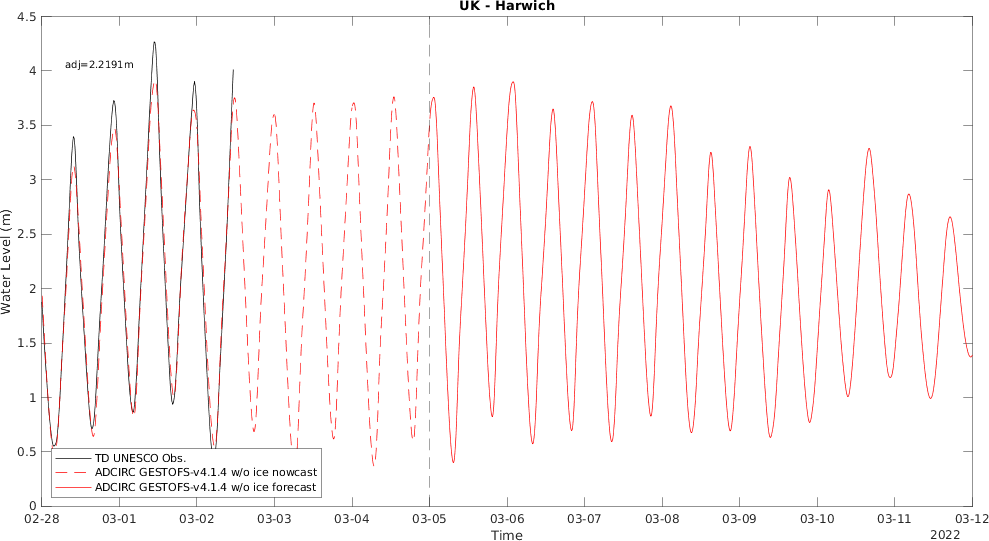 UK - Harwich
4.5
4
3.5
3
2.5
2
1.5
1
0.5
0
Water Level (m)
adj=2.2191m
TD UNESCO Obs.
ADCIRC GESTOFS-v4.1.4 w/o ice nowcast
ADCIRC GESTOFS-v4.1.4 w/o ice forecast
02-28 03-01 03-02 03-03 03-04 03-05 03-06 03-07 03-08 03-09 03-10 03-11 03-12
Time
2022